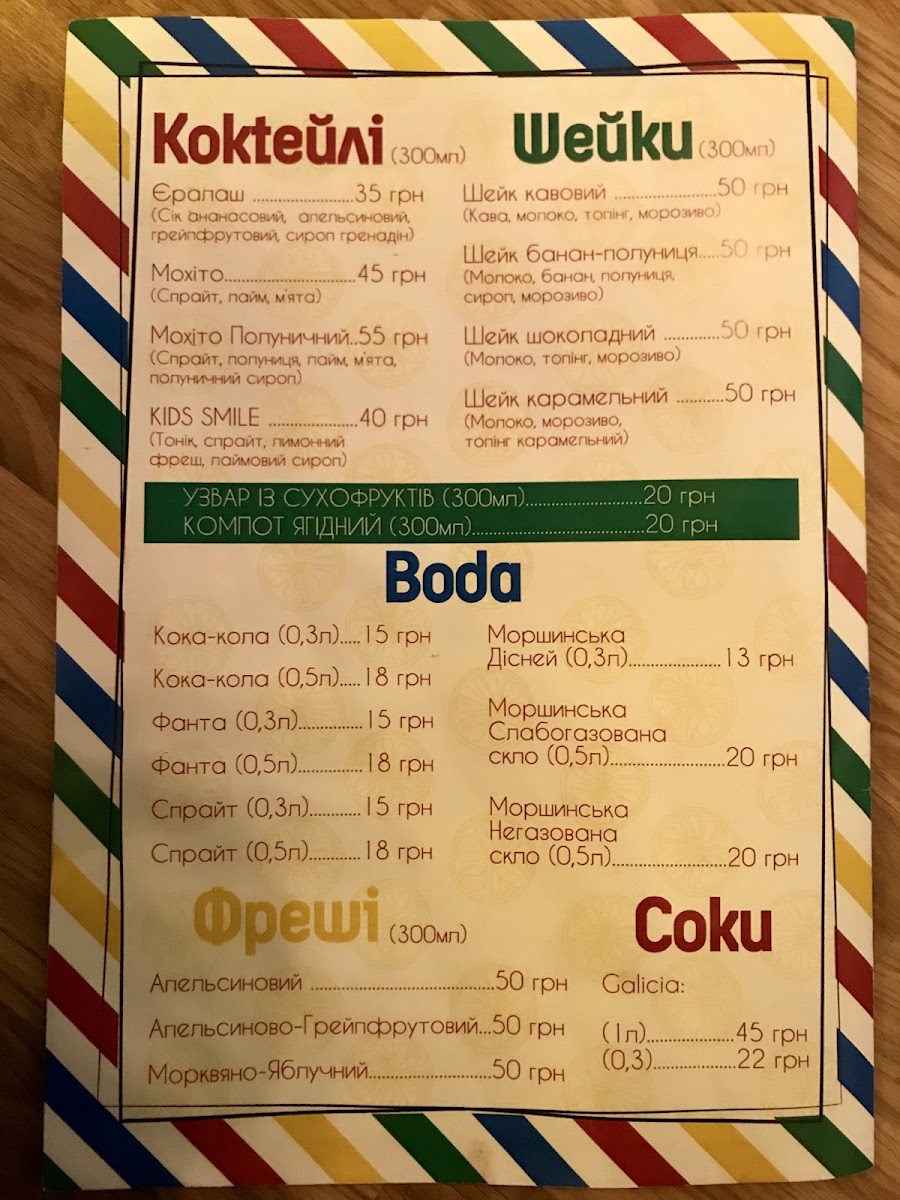 Коктейлі (300мл)
Єралаш ......................35 грн
(Сік ананасовий, апельсиновий,
грейпфрутовий, сироп гренадін)
Мохіто............................45 грн
(Спрайт, лайм, м'ята)
Мохіто Полуничний..55 грн
(Спрайт, полуниця, лайм, м'ята,
полуничний сироп)
KIDS SMILE ...................40 грн
(Тонік, спрайт, лимонний
фреш, лаймовий сироп)
Шейки (300мл)
Шейк кавовий ......................50 грн
(Кава, молоко, топінг, морозиво)
Шейк банан-полуниця.....50 грн
(Молоко, банан, полуниця,
сироп, морозиво)
Шейк шоколадний ............50 грн
(Молоко, топінг, морозиво)
Шейк карамельний ..........50 грн
(Молоко, морозиво,
топінг карамельний)
УЗВАР ІЗ СУХОФРУКТІВ (300мл).........................20 грн
КОМПОТ ЯГІДНИЙ (300мл).....................................20 грн
Вода
Кока-кола (0,3л).....15 грн
Кока-кола (0,5л).....18 грн
Фанта (0,3л)..............15 грн
Фанта (0,5л)..............18 грн
Спрайт (0,3л)............15 грн
Спрайт (0,5л)...........18 грн
Моршинська
Дісней (0,3л)....................13 грн
Моршинська
Слабогазована
скло (0,5л).........................20 грн
Моршинська
Негазована
скло (0,5л).........................20 грн
Фреші (300мл)
Апельсиновий .......................................50 грн
Апельсиново-Грейпфрутовий...50 грн
Морквяно-Яблучний..........................50 грн
Соки
Galicia:
(1л)...................45 грн
(0,3)..................22 грн